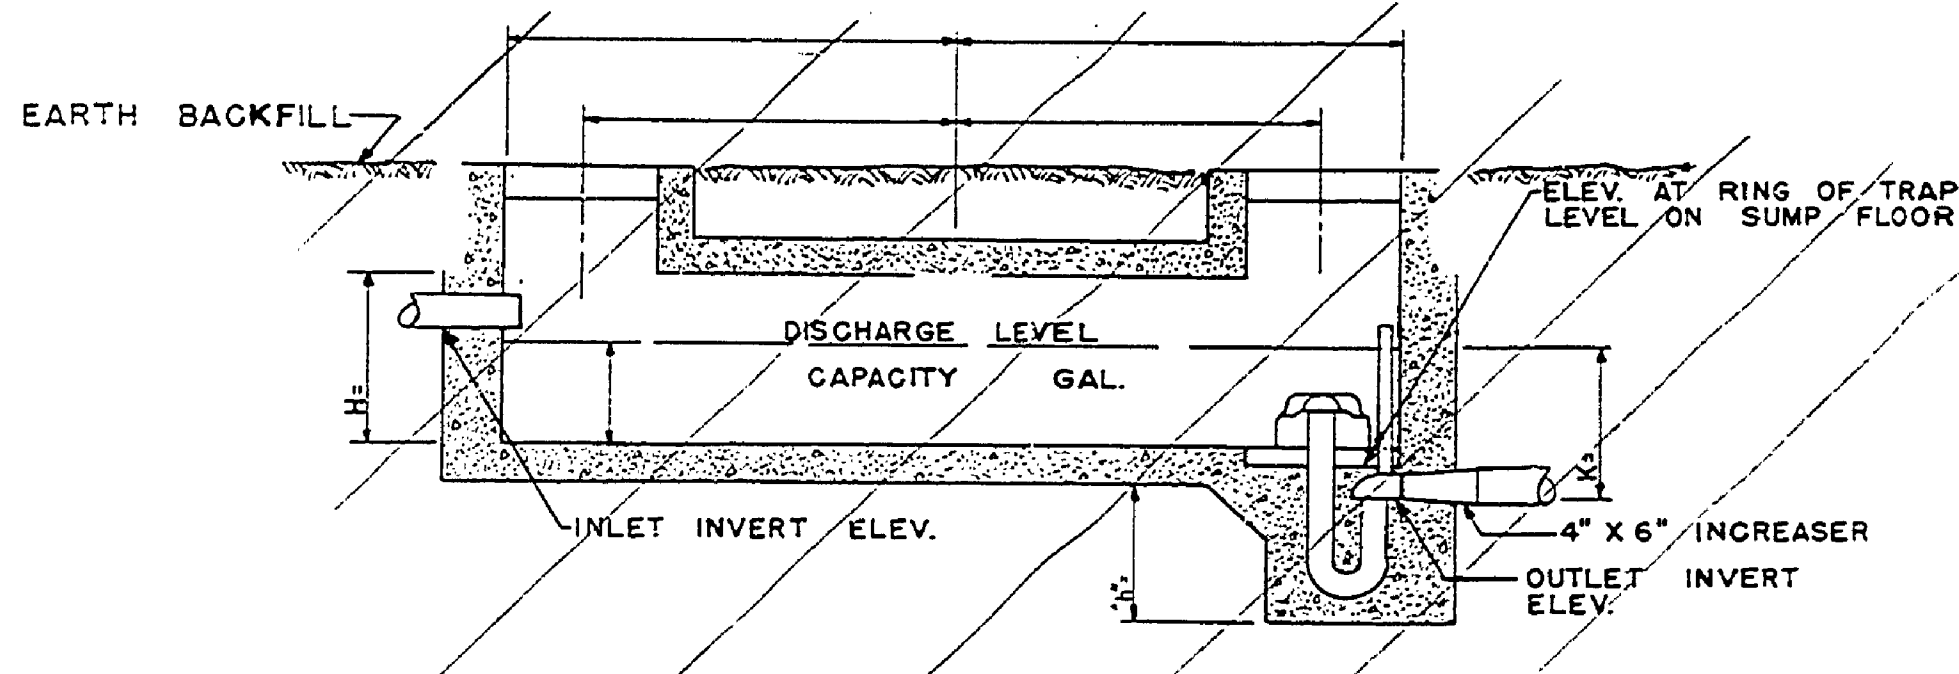 EARTH BACKFILL
ELEV. AT RING OF TRAP
LEVEL ON SUMP FLOOR
DISCHARGE LEVEL
CAPACITY GAL.
H=
K=
INLET INVERT ELEV.
4" X 6" INCREASER
"h"=
OUTLET INVERT
ELEV.